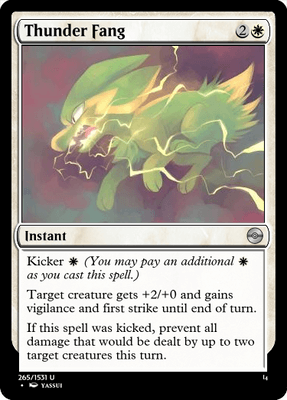 Thunder Fang 2
Instant
Kicker (You may pay an additional
as you cast this spell.)
Target creature gets +2/+0 and gains
vigilance and first strike until end of turn.
If this spell was kicked, prevent all
damage that would be dealt by up to two
target creatures this turn.
265/1531 U
• YASSUI